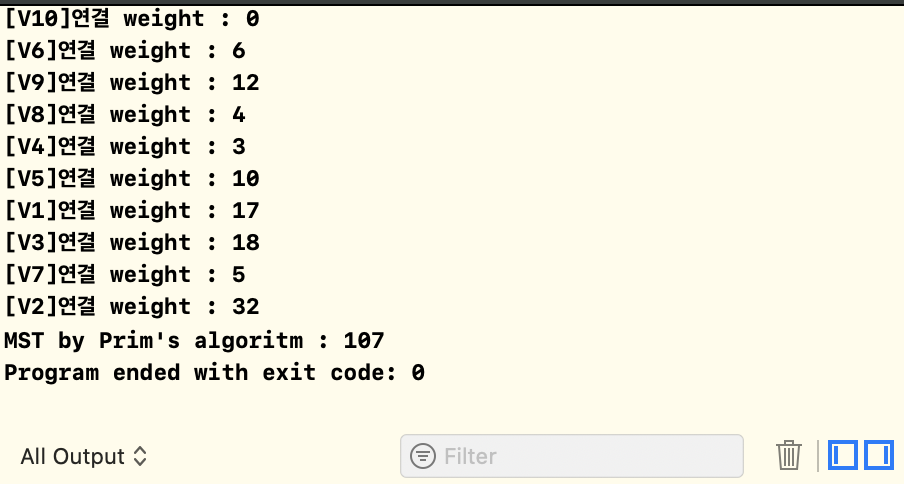 [V10]연결 weight : 0
[V6]연결 weight : 6
[V9]연결 weight : 12
[V8]연결 weight : 4
[V4]연결 weight : 3
[V5]연결 weight : 10
[V1]연결 weight : 17
[V3]연결 weight : 18
[V7]연결 weight : 5
[V2]연결 weight : 32
MST by Prim's algoritm : 107
Program ended with exit code: 0
All Output
Filter